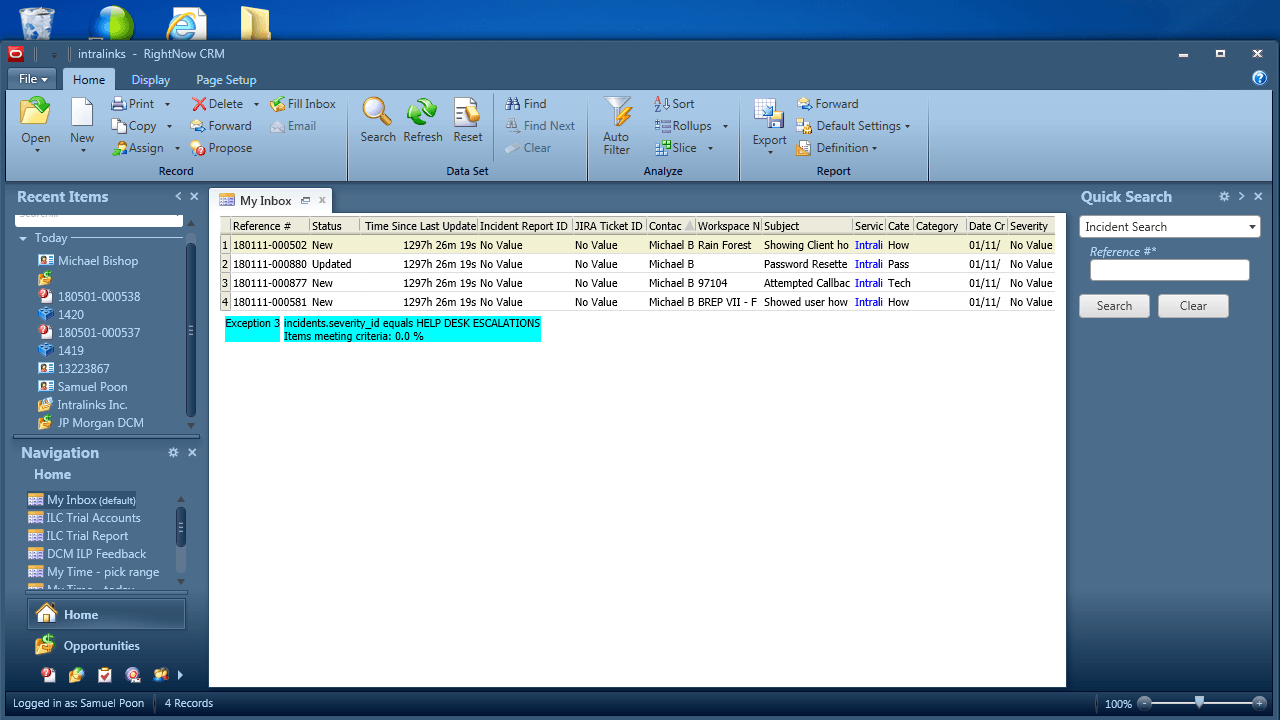 intralinks - RightNow CRM
File Home Display Page Setup
Print Delete Fill Inbox Find Sort Forward
Copy Forward Email Find Next Rollups Default Settings
Open New Assign Propose Search Refresh Reset Clear Auto Filter Slice Export Definition
Record Data Set Analyze Report
Recent Items
Today
Michael Bishop
180501-000538
1420
180501-000537
1419
13223867
Samuel Poon
Intralinks Inc.
JP Morgan DCM
Navigation
Home
My Inbox (default)
ILC Trial Accounts
ILC Trial Report
DCM ILP Feedback
My Time - pick range
My Time - today
Home
Opportunities
My Inbox
Reference # Status Time Since Last Update Incident Report ID JIRA Ticket ID Contac Workspace N Subject Servic Cate Category Date Cr Severity
1 180111-000502 New 1297h 26m 19s No Value No Value Michael B Rain Forest Showing Client ho Intrali How 01/11/ No Value
2 180111-000880 Updated 1297h 26m 19s No Value No Value Michael B Password Resette Intrali Pass 01/11/ No Value
3 180111-000877 New 1297h 26m 19s No Value No Value Michael B 97104 Attempted Callbac Intrali Tech 01/11/ No Value
4 180111-000581 New 1297h 26m 19s No Value No Value Michael B BREP VII - F Showed user how Intrali How 01/11/ No Value
Exception 3 incidents.severity_id equals HELP DESK ESCALATIONS
Items meeting criteria: 0.0 %
Quick Search
Incident Search
Reference #*
Search Clear
Logged in as: Samuel Poon 4 Records 100%